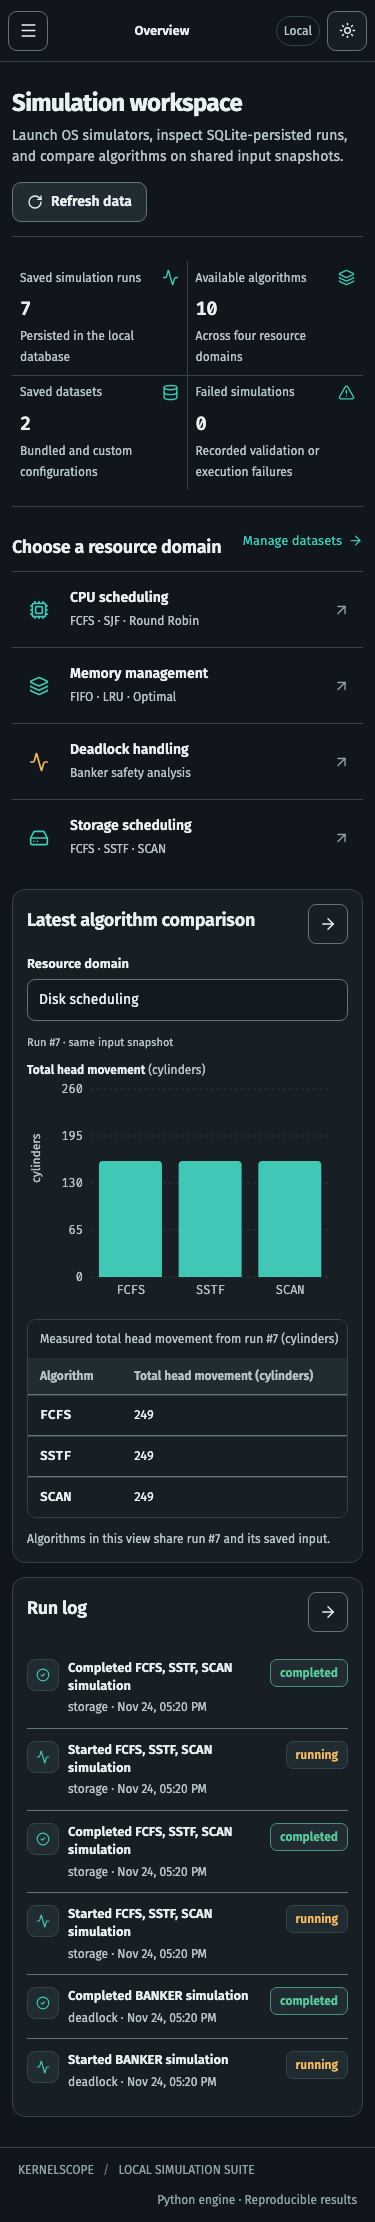 Overview
Local
Simulation workspace
Launch OS simulators, inspect SQLite-persisted runs,
and compare algorithms on shared input snapshots.
Refresh data
Saved simulation runs
7
Persisted in the local
database
Available algorithms
10
Across four resource
domains
Saved datasets
2
Bundled and custom
configurations
Failed simulations
0
Recorded validation or
execution failures
Choose a resource domain
Manage datasets
CPU scheduling
FCFS · SJF · Round Robin
Memory management
FIFO · LRU · Optimal
Deadlock handling
Banker safety analysis
Storage scheduling
FCFS · SSTF · SCAN
Latest algorithm comparison
Resource domain
Disk scheduling
Run #7 · same input snapshot
Total head movement (cylinders)
260
195
130
65
0
cylinders
FCFS SSTF SCAN
Measured total head movement from run #7 (cylinders)
Algorithm Total head movement (cylinders)
FCFS 249
SSTF 249
SCAN 249
Algorithms in this view share run #7 and its saved input.
Run log
Completed FCFS, SSTF, SCAN
simulation
storage · Nov 24, 05:20 PM
completed
Started FCFS, SSTF, SCAN
simulation
storage · Nov 24, 05:20 PM
running
Completed FCFS, SSTF, SCAN
simulation
storage · Nov 24, 05:20 PM
completed
Started FCFS, SSTF, SCAN
simulation
storage · Nov 24, 05:20 PM
running
Completed BANKER simulation
deadlock · Nov 24, 05:20 PM
completed
Started BANKER simulation
deadlock · Nov 24, 05:20 PM
running
KERNELSCOPE / LOCAL SIMULATION SUITE
Python engine · Reproducible results